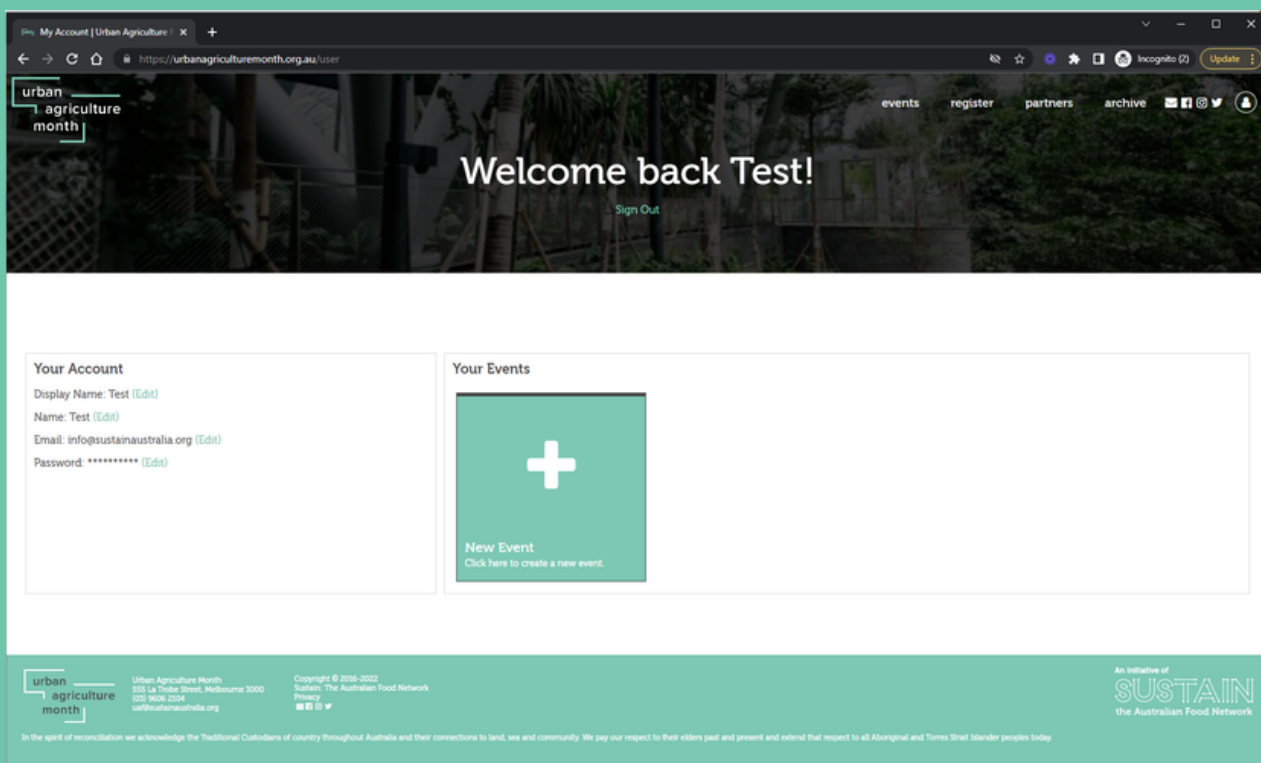 My Account | Urban Agriculture
https://urbanagriculturemonth.org.au/user
Incognito (2)
Update
urban
agriculture
month
events register partners archive
Welcome back Test!
Sign Out
Your Account
Display Name: Test (Edit)
Name: Test (Edit)
Email: info@sustainaustralia.org (Edit)
Password: ********** (Edit)
Your Events
New Event
Click here to create a new event.
urban
agriculture
month
Urban Agriculture Month
555 La Trobe Street, Melbourne 3000
(03) 9606 2104
uaf@sustainaustralia.org
Copyright © 2016-2022
Sustain: The Australian Food Network
Privacy
An initiative of
SUSTAIN
the Australian Food Network
In the spirit of reconciliation we acknowledge the Traditional Custodians of country throughout Australia and their connections to land, sea and community. We pay our respect to their elders past and present and extend that respect to all Aboriginal and Torres Strait Islander peoples today.